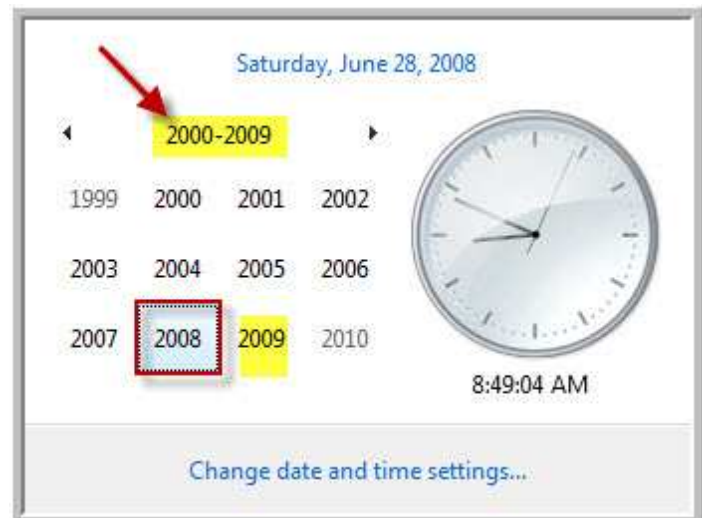 Saturday, June 28, 2008
2000-2009
1999 2000 2001 2002
2003 2004 2005 2006
2007 2008 2009 2010
8:49:04 AM
Change date and time settings...